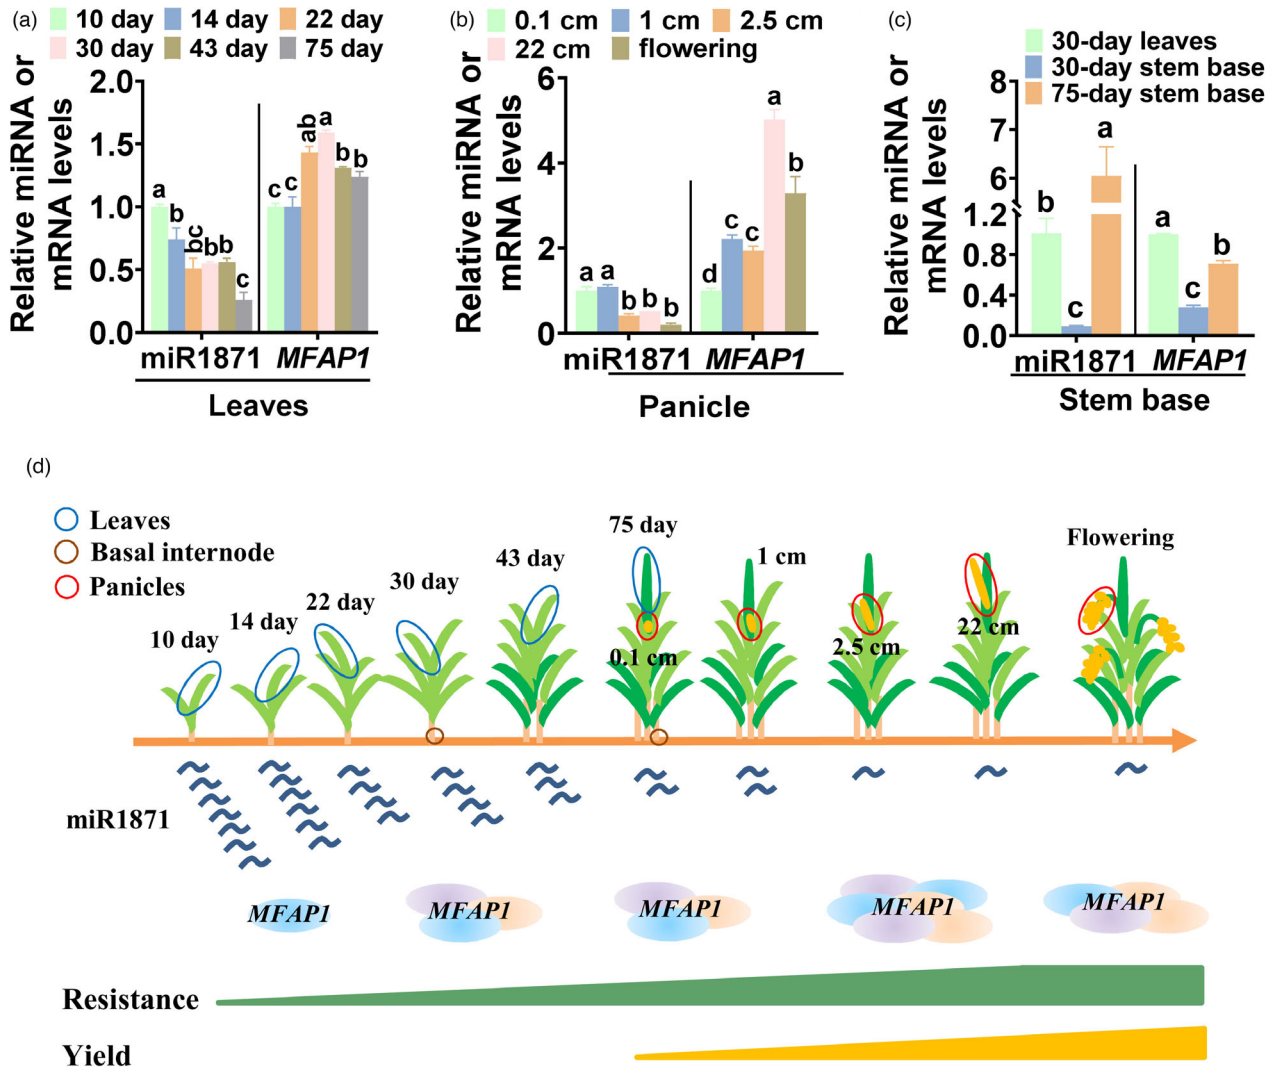 (a)
10 day 14 day 22 day
30 day 43 day 75 day
Relative miRNA or
mRNA levels
2.0
1.5
1.0
0.5
0.0
a b bc b b c
c c ab a b b
miR1871 MFAP1
Leaves
(b)
0.1 cm 1 cm 2.5 cm
22 cm flowering
Relative miRNA or
mRNA levels
6
4
2
0
a a b b b
d c c a b
miR1871 MFAP1
Panicle
(c)
30-day leaves
30-day stem base
75-day stem base
Relative miRNA or
mRNA levels
8
7
6
1.2
0.8
0.4
0.0
b c a
a c b
miR1871 MFAP1
Stem base
(d)
Leaves
Basal internode
Panicles
10 day
14 day
22 day
30 day
43 day
75 day
0.1 cm
1 cm
2.5 cm
22 cm
Flowering
miR1871
MFAP1 MFAP1 MFAP1 MFAP1 MFAP1
Resistance
Yield